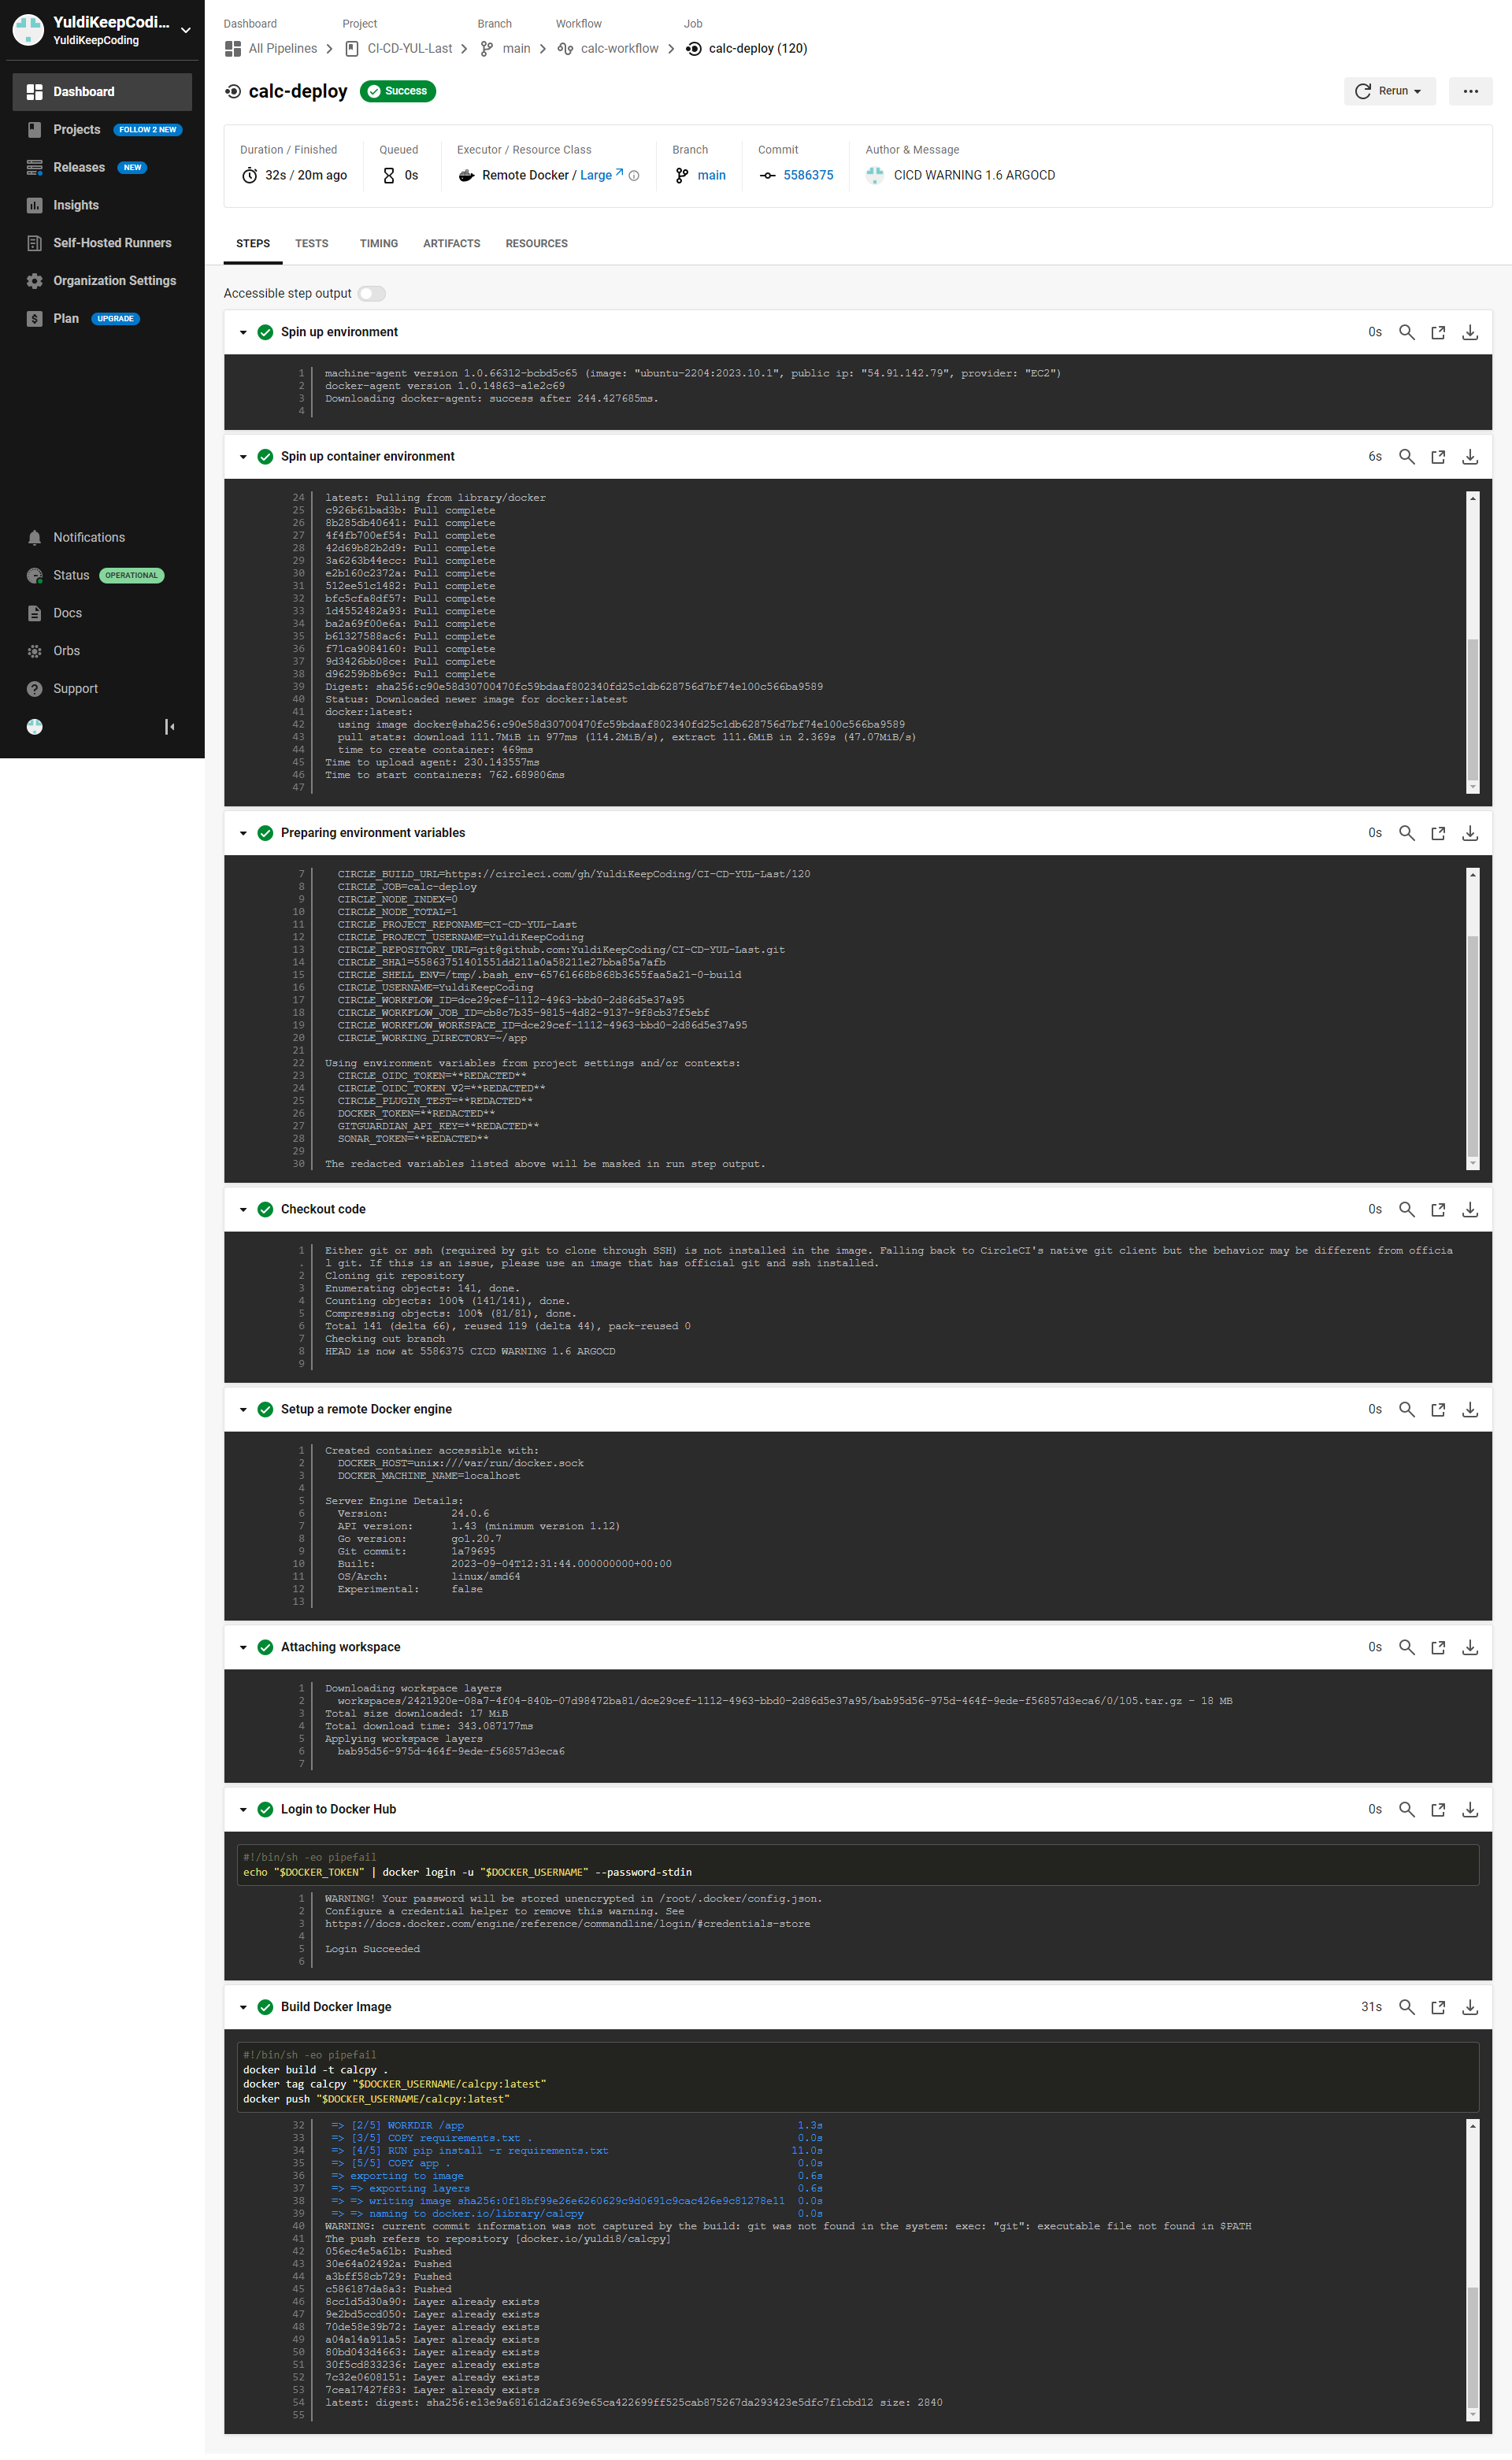 YuldiKeepCodi...
YuldiKeepCoding
Dashboard
Projects FOLLOW 2 NEW
Releases NEW
Insights
Self-Hosted Runners
Organization Settings
Plan UPGRADE
Notifications
Status OPERATIONAL
Docs
Orbs
Support
Dashboard Project Branch Workflow Job
All Pipelines CI-CD-YUL-Last main calc-workflow calc-deploy (120)
calc-deploy Success
Rerun
Duration / Finished Queued Executor / Resource Class Branch Commit Author & Message
32s / 20m ago 0s Remote Docker / Large main 5586375 CICD WARNING 1.6 ARGOCD
STEPS TESTS TIMING ARTIFACTS RESOURCES
Accessible step output
Spin up environment 0s
1 machine-agent version 1.0.66312-bcbd5c65 (image: "ubuntu-2204:2023.10.1", public ip: "54.91.142.79", provider: "EC2")
2 docker-agent version 1.0.14863-a1e2c69
3 Downloading docker-agent: success after 244.427685ms.
4
Spin up container environment 6s
24 latest: Pulling from library/docker
25 c926b61bad3b: Pull complete
26 8b285db40641: Pull complete
27 4f4fb700ef54: Pull complete
28 42d69b82b2d9: Pull complete
29 3a6263b44ecc: Pull complete
30 e2b160c2372a: Pull complete
31 512ee51c1482: Pull complete
32 bfc5cfa8df57: Pull complete
33 1d4552482a93: Pull complete
34 ba2a69f00e6a: Pull complete
35 b61327588ac6: Pull complete
36 f71ca9084160: Pull complete
37 9d3426bb08ce: Pull complete
38 d96259b8b69c: Pull complete
39 Digest: sha256:c90e58d30700470fc59bdaaf802340fd25c1db628756d7bf74e100c566ba9589
40 Status: Downloaded newer image for docker:latest
41 docker:latest:
42 using image docker@sha256:c90e58d30700470fc59bdaaf802340fd25c1db628756d7bf74e100c566ba9589
43 pull stats: download 111.7MiB in 977ms (114.2MiB/s), extract 111.6MiB in 2.369s (47.07MiB/s)
44 time to create container: 469ms
45 Time to upload agent: 230.143557ms
46 Time to start containers: 762.689806ms
47
Preparing environment variables 0s
7 CIRCLE_BUILD_URL=https://circleci.com/gh/YuldiKeepCoding/CI-CD-YUL-Last/120
8 CIRCLE_JOB=calc-deploy
9 CIRCLE_NODE_INDEX=0
10 CIRCLE_NODE_TOTAL=1
11 CIRCLE_PROJECT_REPONAME=CI-CD-YUL-Last
12 CIRCLE_PROJECT_USERNAME=YuldiKeepCoding
13 CIRCLE_REPOSITORY_URL=git@github.com:YuldiKeepCoding/CI-CD-YUL-Last.git
14 CIRCLE_SHA1=55863751401551dd211a0a58211e27bba85a7afb
15 CIRCLE_SHELL_ENV=/tmp/.bash_env-65761668b868b3655faa5a21-0-build
16 CIRCLE_USERNAME=YuldiKeepCoding
17 CIRCLE_WORKFLOW_ID=dce29cef-1112-4963-bbd0-2d86d5e37a95
18 CIRCLE_WORKFLOW_JOB_ID=cb8c7b35-9815-4d82-9137-9f8cb37f5ebf
19 CIRCLE_WORKFLOW_WORKSPACE_ID=dce29cef-1112-4963-bbd0-2d86d5e37a95
20 CIRCLE_WORKING_DIRECTORY=~/app
21
22 Using environment variables from project settings and/or contexts:
23 CIRCLE_OIDC_TOKEN=**REDACTED**
24 CIRCLE_OIDC_TOKEN_V2=**REDACTED**
25 CIRCLE_PLUGIN_TEST=**REDACTED**
26 DOCKER_TOKEN=**REDACTED**
27 GITGUARDIAN_API_KEY=**REDACTED**
28 SONAR_TOKEN=**REDACTED**
29
30 The redacted variables listed above will be masked in run step output.
Checkout code 0s
1 Either git or ssh (required by git to clone through SSH) is not installed in the image. Falling back to CircleCI's native git client but the behavior may be different from officia
. l git. If this is an issue, please use an image that has official git and ssh installed.
2 Cloning git repository
3 Enumerating objects: 141, done.
4 Counting objects: 100% (141/141), done.
5 Compressing objects: 100% (81/81), done.
6 Total 141 (delta 66), reused 119 (delta 44), pack-reused 0
7 Checking out branch
8 HEAD is now at 5586375 CICD WARNING 1.6 ARGOCD
9
Setup a remote Docker engine 0s
1 Created container accessible with:
2 DOCKER_HOST=unix:///var/run/docker.sock
3 DOCKER_MACHINE_NAME=localhost
4
5 Server Engine Details:
6 Version: 24.0.6
7 API version: 1.43 (minimum version 1.12)
8 Go version: go1.20.7
9 Git commit: 1a79695
10 Built: 2023-09-04T12:31:44.000000000+00:00
11 OS/Arch: linux/amd64
12 Experimental: false
13
Attaching workspace 0s
1 Downloading workspace layers
2 workspaces/2421920e-08a7-4f04-840b-07d98472ba81/dce29cef-1112-4963-bbd0-2d86d5e37a95/bab95d56-975d-464f-9ede-f56857d3eca6/0/105.tar.gz - 18 MB
3 Total size downloaded: 17 MiB
4 Total download time: 343.087177ms
5 Applying workspace layers
6 bab95d56-975d-464f-9ede-f56857d3eca6
7
Login to Docker Hub 0s
#!/bin/sh -eo pipefail
echo "$DOCKER_TOKEN" | docker login -u "$DOCKER_USERNAME" --password-stdin
1 WARNING! Your password will be stored unencrypted in /root/.docker/config.json.
2 Configure a credential helper to remove this warning. See
3 https://docs.docker.com/engine/reference/commandline/login/#credentials-store
4
5 Login Succeeded
6
Build Docker Image 31s
#!/bin/sh -eo pipefail
docker build -t calcpy .
docker tag calcpy "$DOCKER_USERNAME/calcpy:latest"
docker push "$DOCKER_USERNAME/calcpy:latest"
32 => [2/5] WORKDIR /app 1.3s
33 => [3/5] COPY requirements.txt . 0.0s
34 => [4/5] RUN pip install -r requirements.txt 11.0s
35 => [5/5] COPY app . 0.0s
36 => exporting to image 0.6s
37 => => exporting layers 0.6s
38 => => writing image sha256:0f18bf99e26e6260629c9d0691c9cac426e9c81278e11 0.0s
39 => => naming to docker.io/library/calcpy 0.0s
40 WARNING: current commit information was not captured by the build: git was not found in the system: exec: "git": executable file not found in $PATH
41 The push refers to repository [docker.io/yuldi8/calcpy]
42 056ec4e5a61b: Pushed
43 30e64a02492a: Pushed
44 a3bff58cb729: Pushed
45 c586187da8a3: Pushed
46 8cc1d5d30a90: Layer already exists
47 9e2bd5ccd050: Layer already exists
48 70de58e39b72: Layer already exists
49 a04a14a911a5: Layer already exists
50 80bd043d4663: Layer already exists
51 30f5cd833236: Layer already exists
52 7c32e0608151: Layer already exists
53 7cea17427f83: Layer already exists
54 latest: digest: sha256:e13e9a68161d2af369e65ca422699ff525cab875267da293423e5dfc7f1cbd12 size: 2840
55